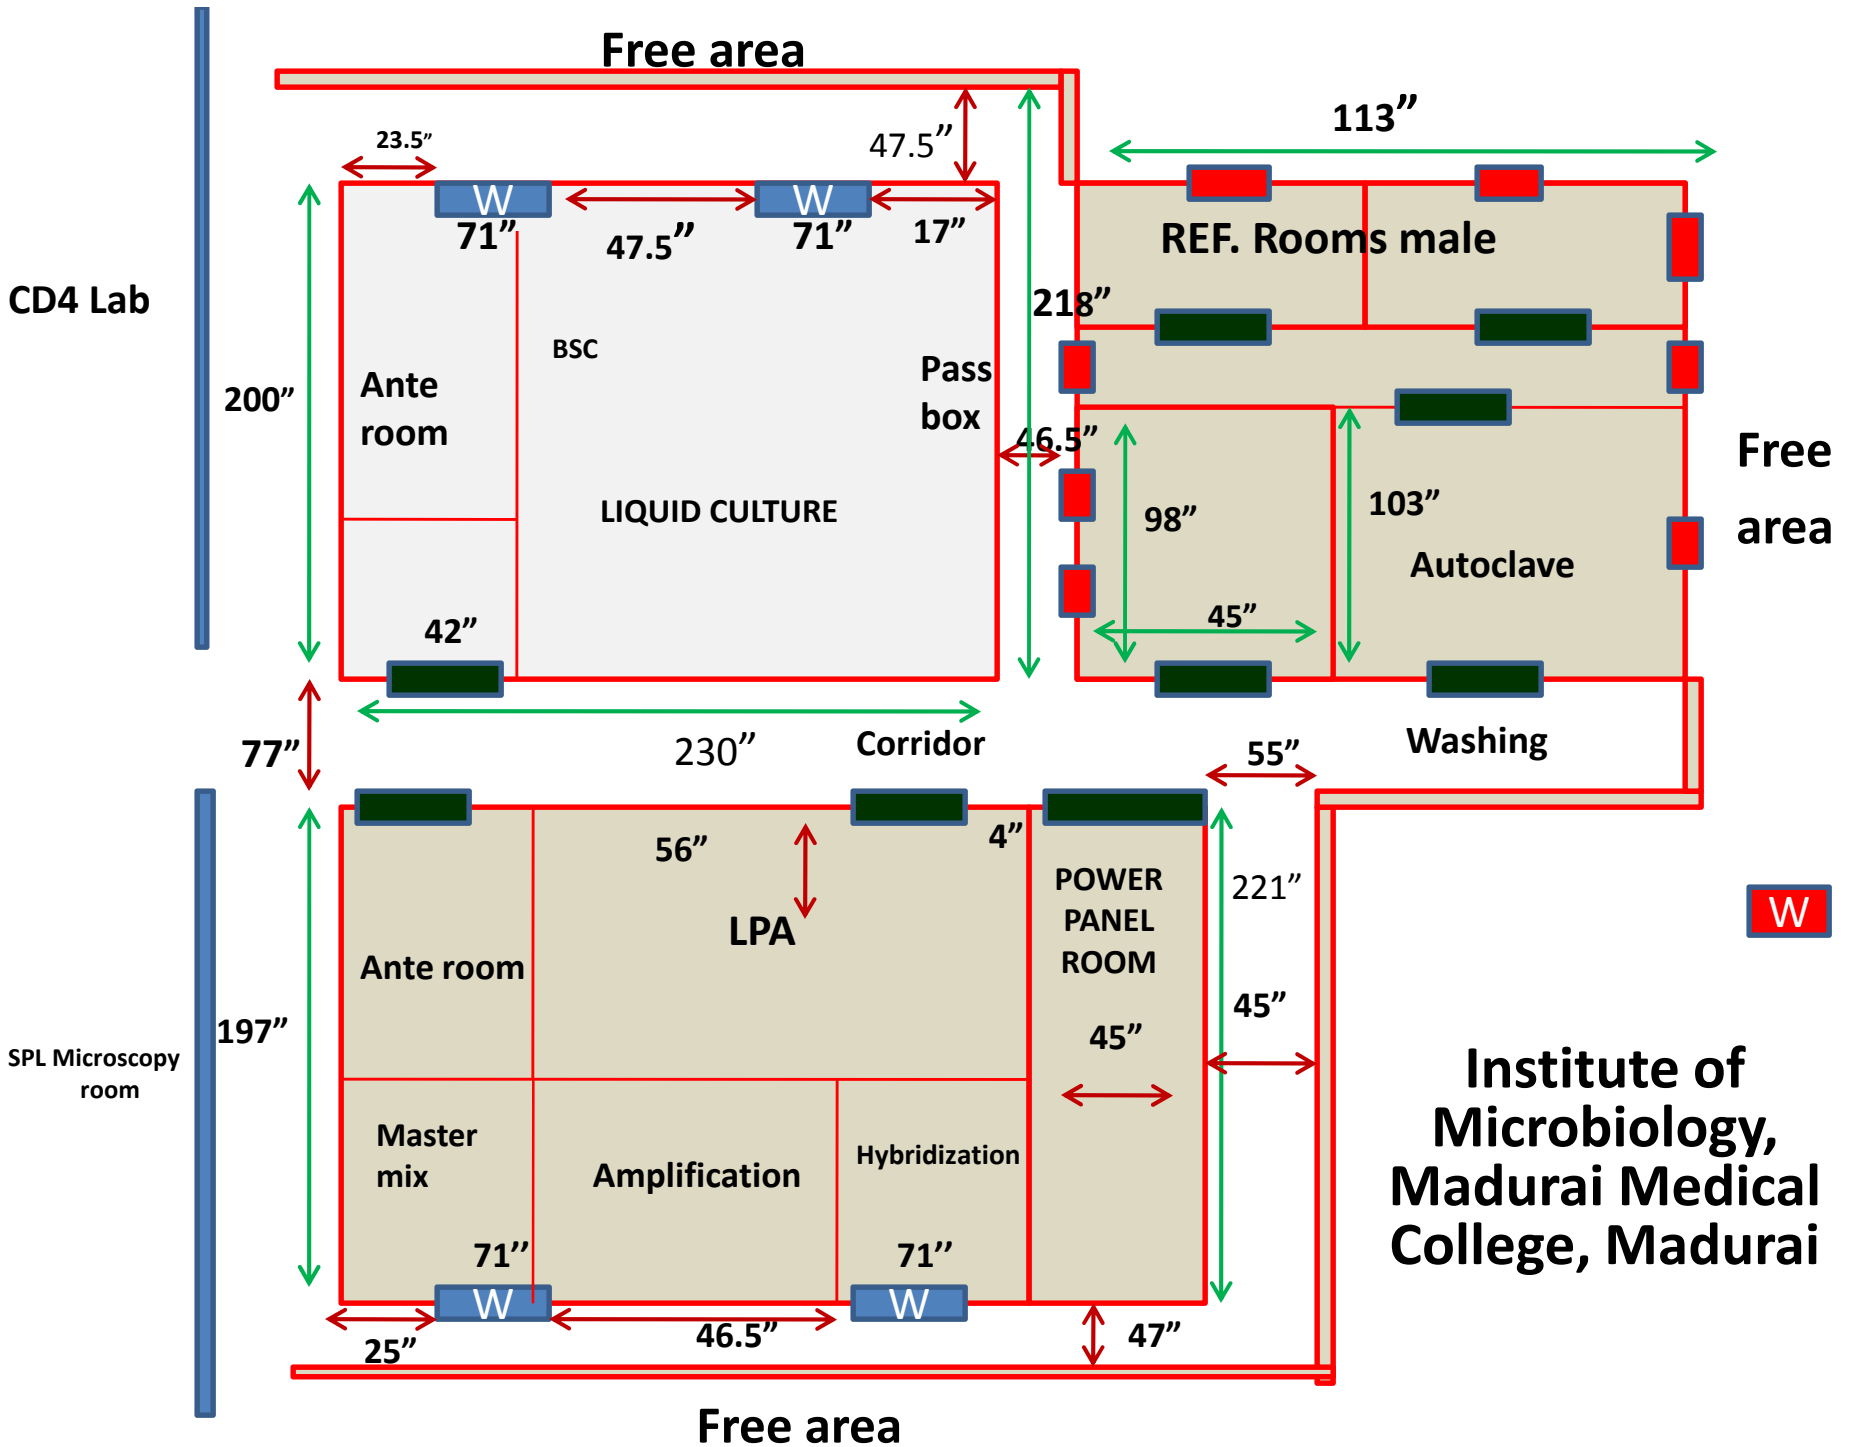 Free area
113”
23.5”
47.5”
W
W
71”
47.5”
71”
17”
REF. Rooms male
CD4 Lab
218”
BSC
Ante
room
200”
Pass
box
46.5”
Free
area
LIQUID CULTURE
98”
103”
Autoclave
42”
45”
77”
230”
Corridor
55”
Washing
56”
4”
LPA
POWER
PANEL
ROOM
221”
W
Ante room
197”
45”
45”
SPL Microscopy
room
Institute of
Microbiology,
Madurai Medical
College, Madurai
Master
mix
Amplification
Hybridization
71’’
71’’
W
W
25”
46.5”
47”
Free area